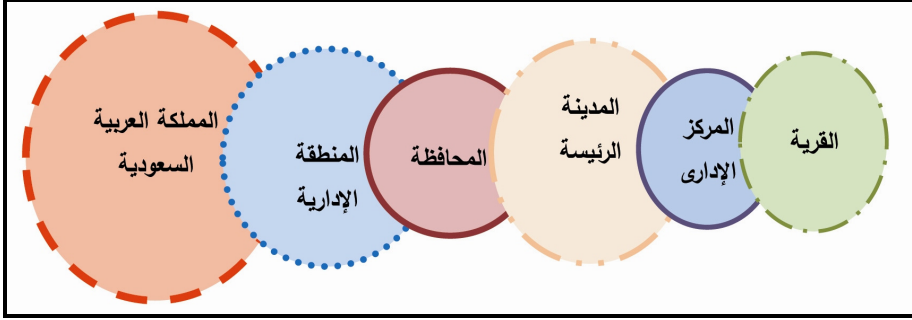 القرية
المركز
الإدارى
المدينة
الرئيسة
المحافظة
المنطقة
الإدارية
المملكة العربية
السعودية